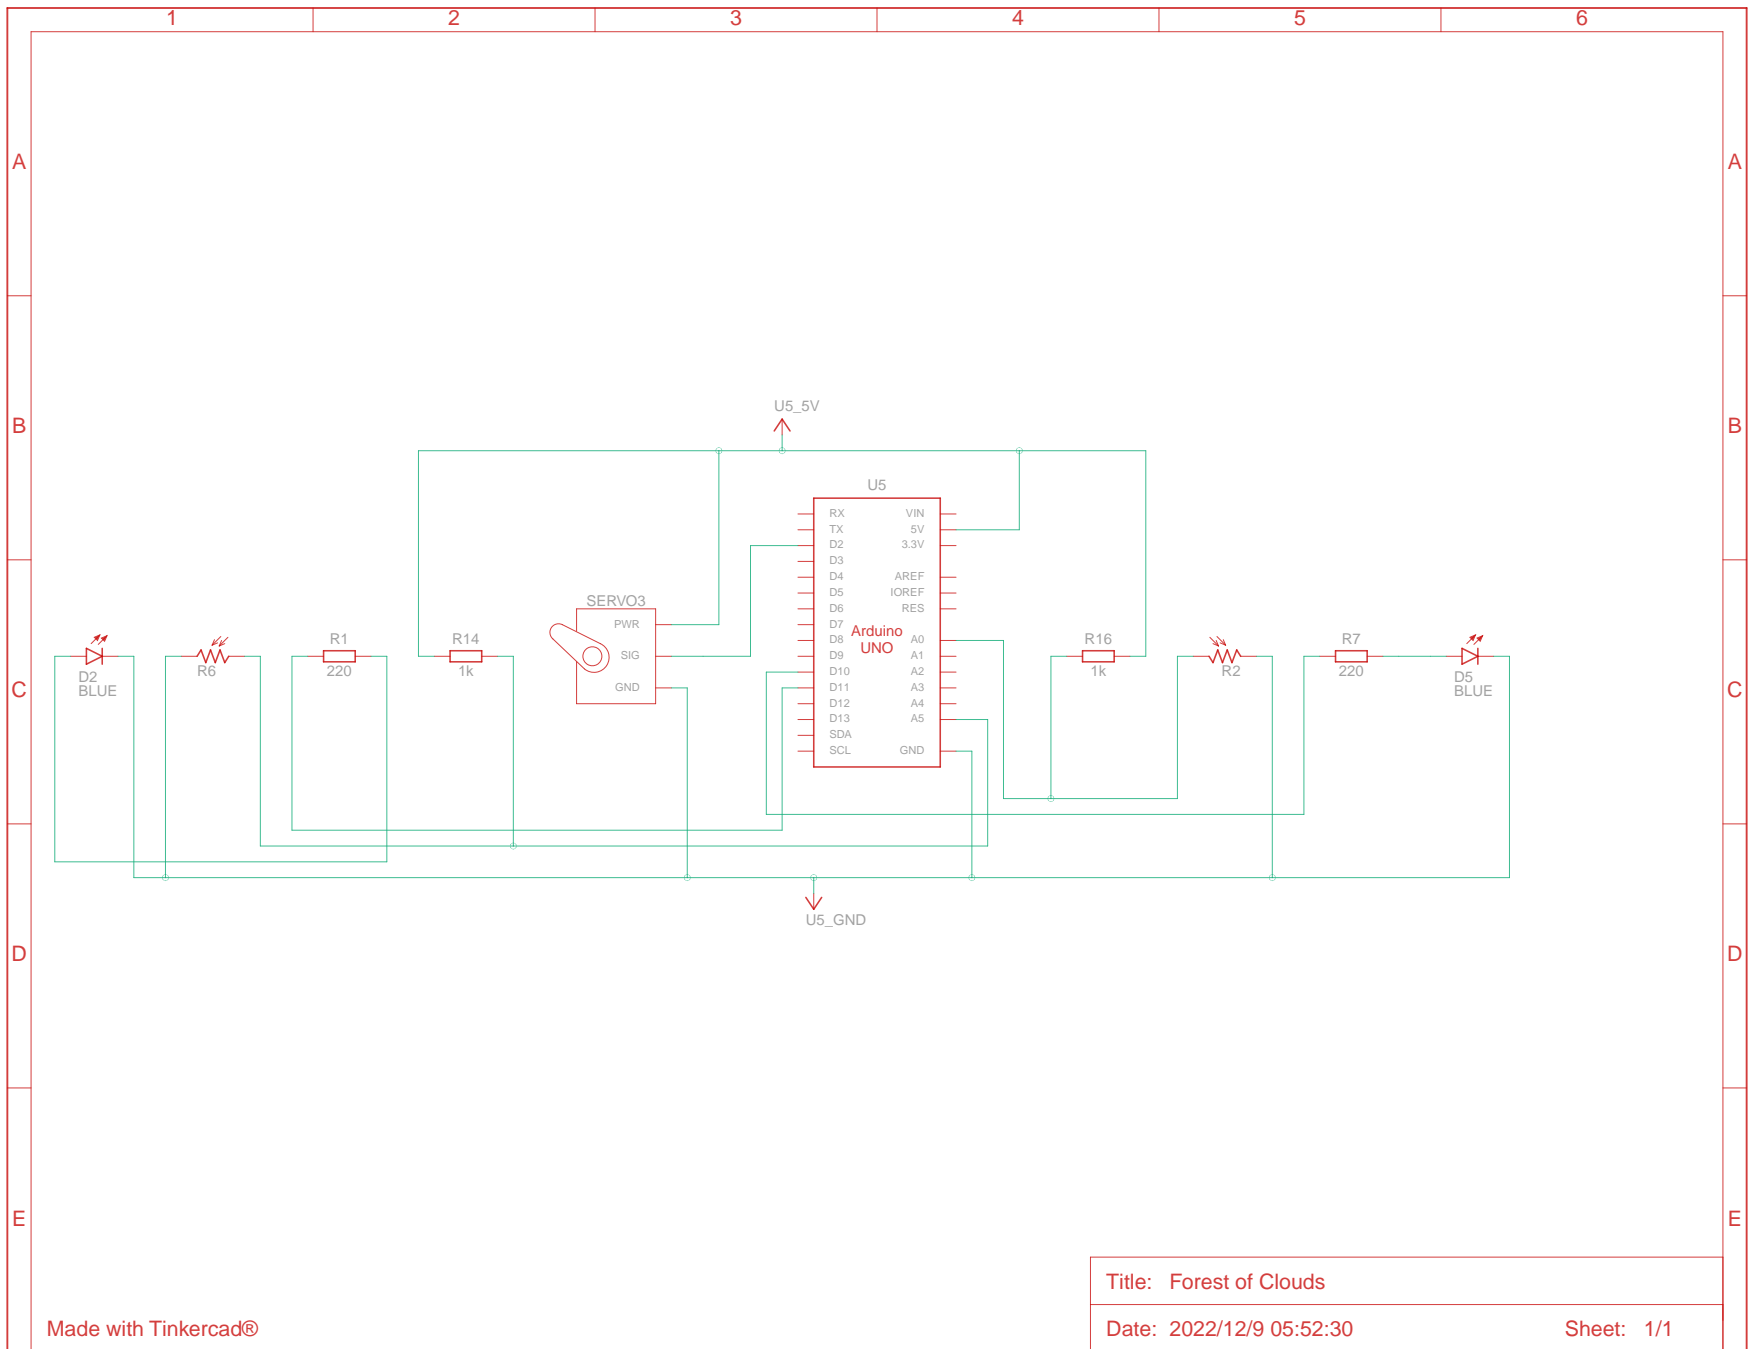 1 2 3 4 5 6
A A
B B
C C
D D
E E
U5_5V
U5
RX VIN
TX 5V
D2 3.3V
D3
D4 AREF
D5 IOREF
D6 RES
D7
D8 A0
D9 A1
D10 A2
D11 A3
D12 A4
D13 A5
SDA
SCL GND
Arduino
UNO
SERVO3
PWR
SIG
GND
D2
BLUE
R6
R1
220
R14
1k
R16
1k
R2
R7
220
D5
BLUE
U5_GND
Title: Forest of Clouds
Date: 2022/12/9 05:52:30 Sheet: 1/1
Made with Tinkercad®